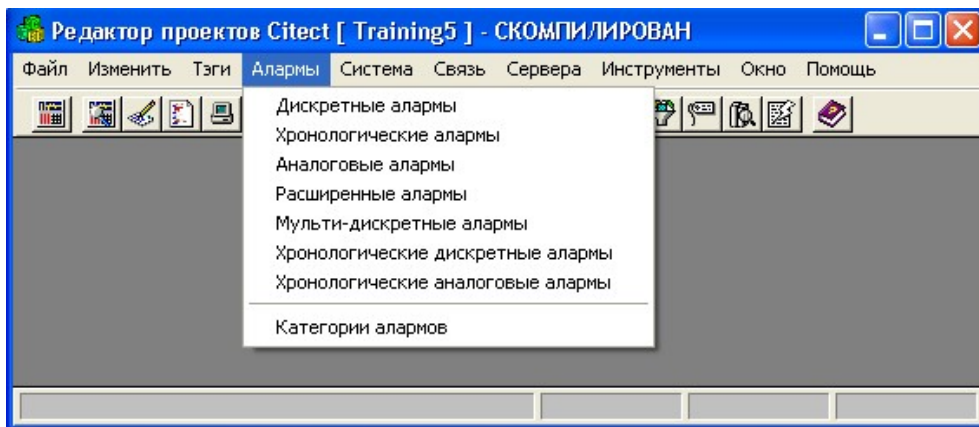 Редактор проектов Citect [ Training5 ] - СКОМПИЛИРОВАН
Файл Изменить Тэги Алармы Система Связь Сервера Инструменты Окно Помощь
Дискретные алармы
Хронологические алармы
Аналоговые алармы
Расширенные алармы
Мульти-дискретные алармы
Хронологические дискретные алармы
Хронологические аналоговые алармы
Категории алармов